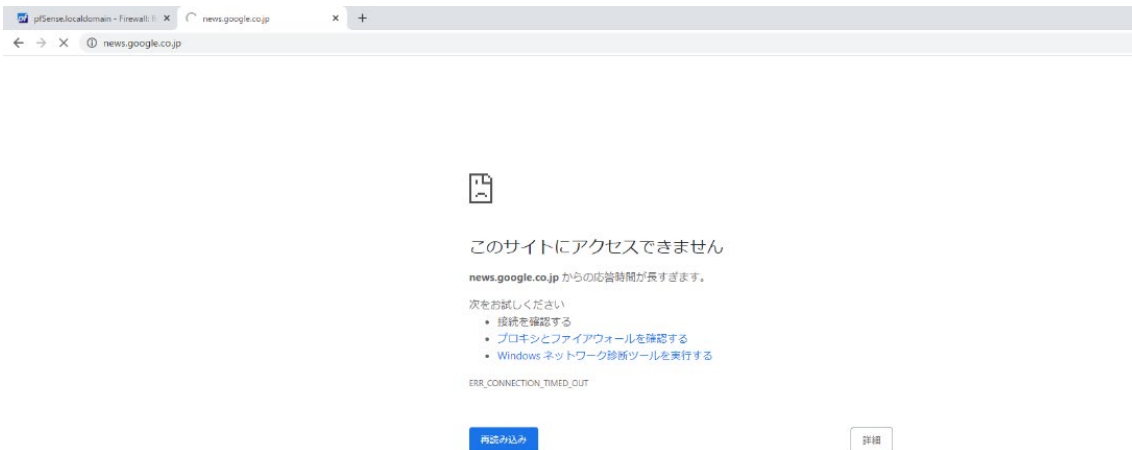 pfSense.localdomain - Firewall:
news.google.co.jp
news.google.co.jp
このサイトにアクセスできません
news.google.co.jp からの応答時間が長すぎます。
次をお試しください
接続を確認する
プロキシとファイアウォールを確認する
Windows ネットワーク診断ツールを実行する
ERR_CONNECTION_TIMED_OUT
再読み込み
詳細